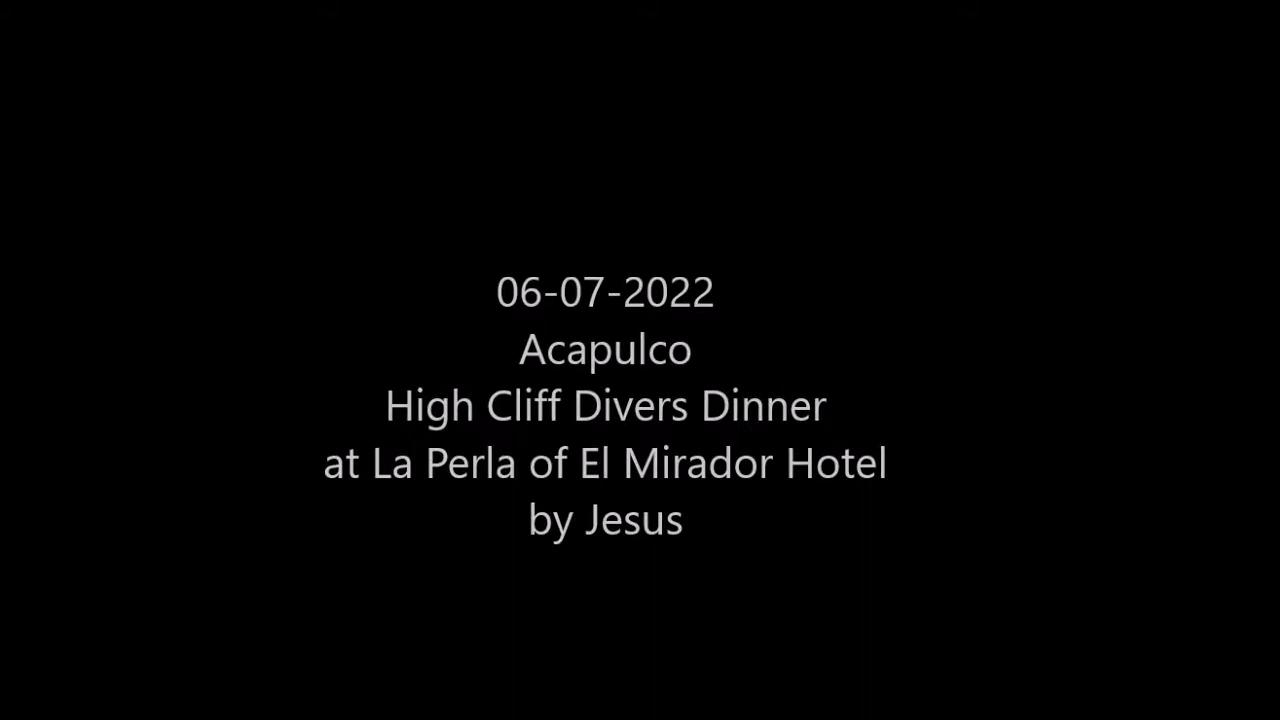 06-07-2022
Acapulco
High Cliff Divers Dinner
at La Perla of El Mirador Hotel
by Jesus